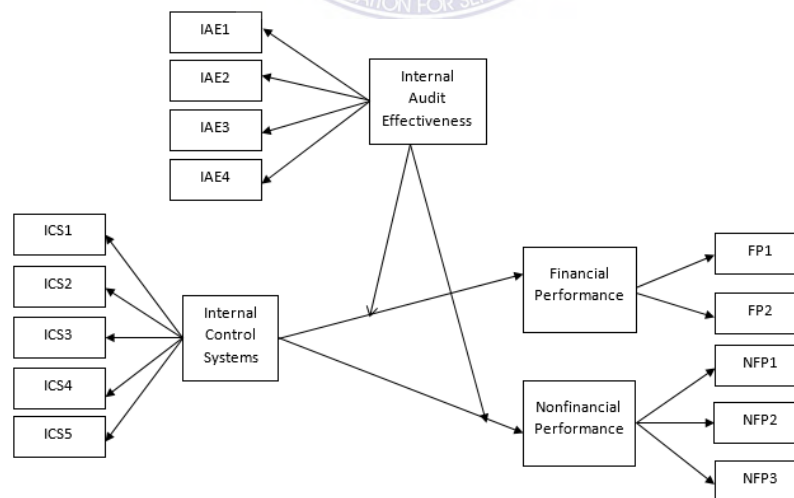 IAE1
IAE2
IAE3
IAE4
Internal
Audit
Effectiveness
ICS1
ICS2
ICS3
ICS4
ICS5
Internal
Control
Systems
Financial
Performance
FP1
FP2
Nonfinancial
Performance
NFP1
NFP2
NFP3